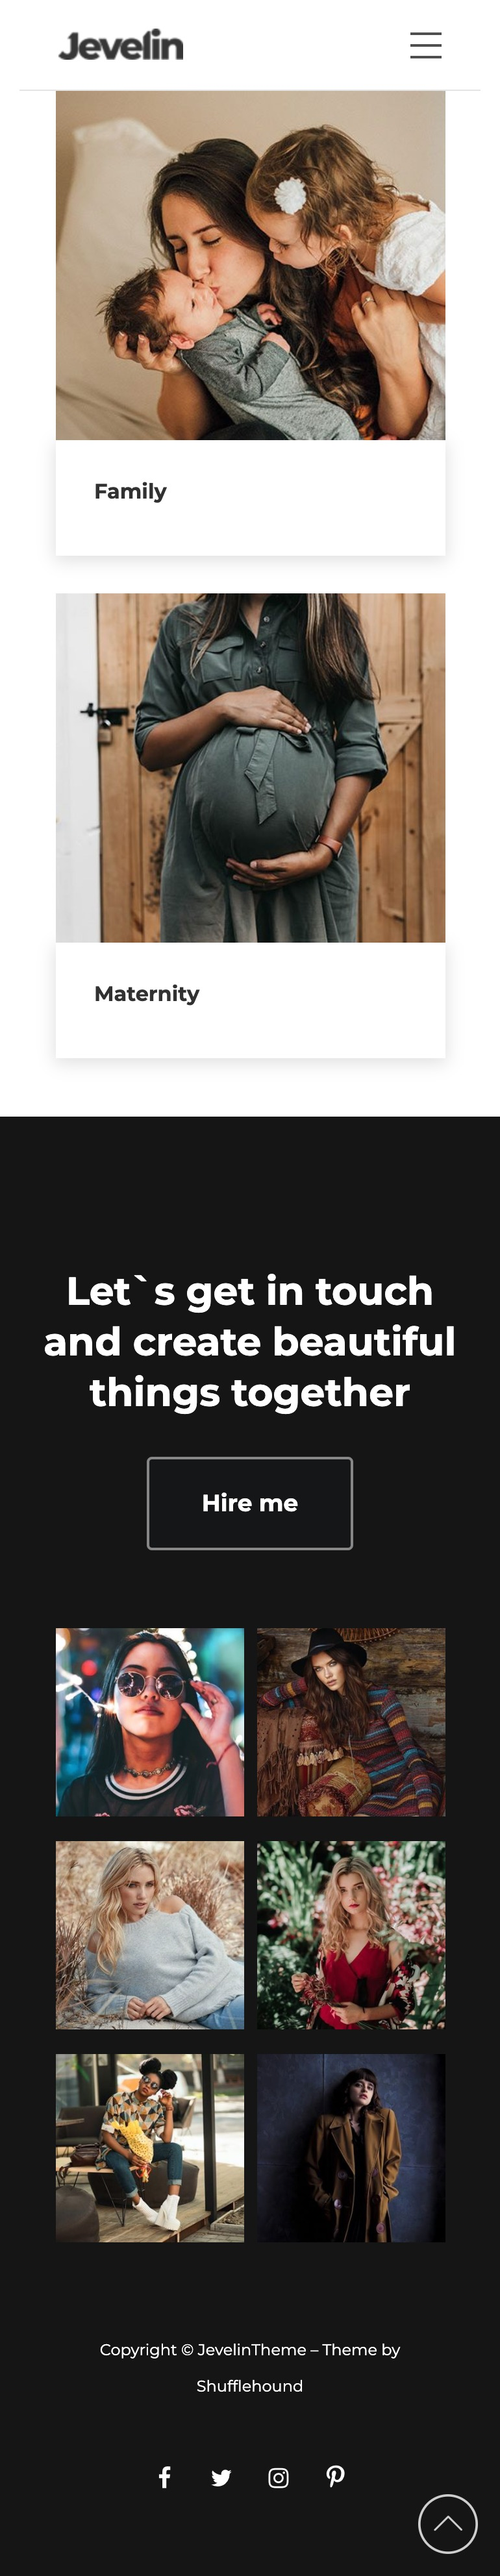 Jevelin
Family
Maternity
Let`s get in touch
and create beautiful
things together
Hire me
Copyright © JevelinTheme – Theme by
Shufflehound